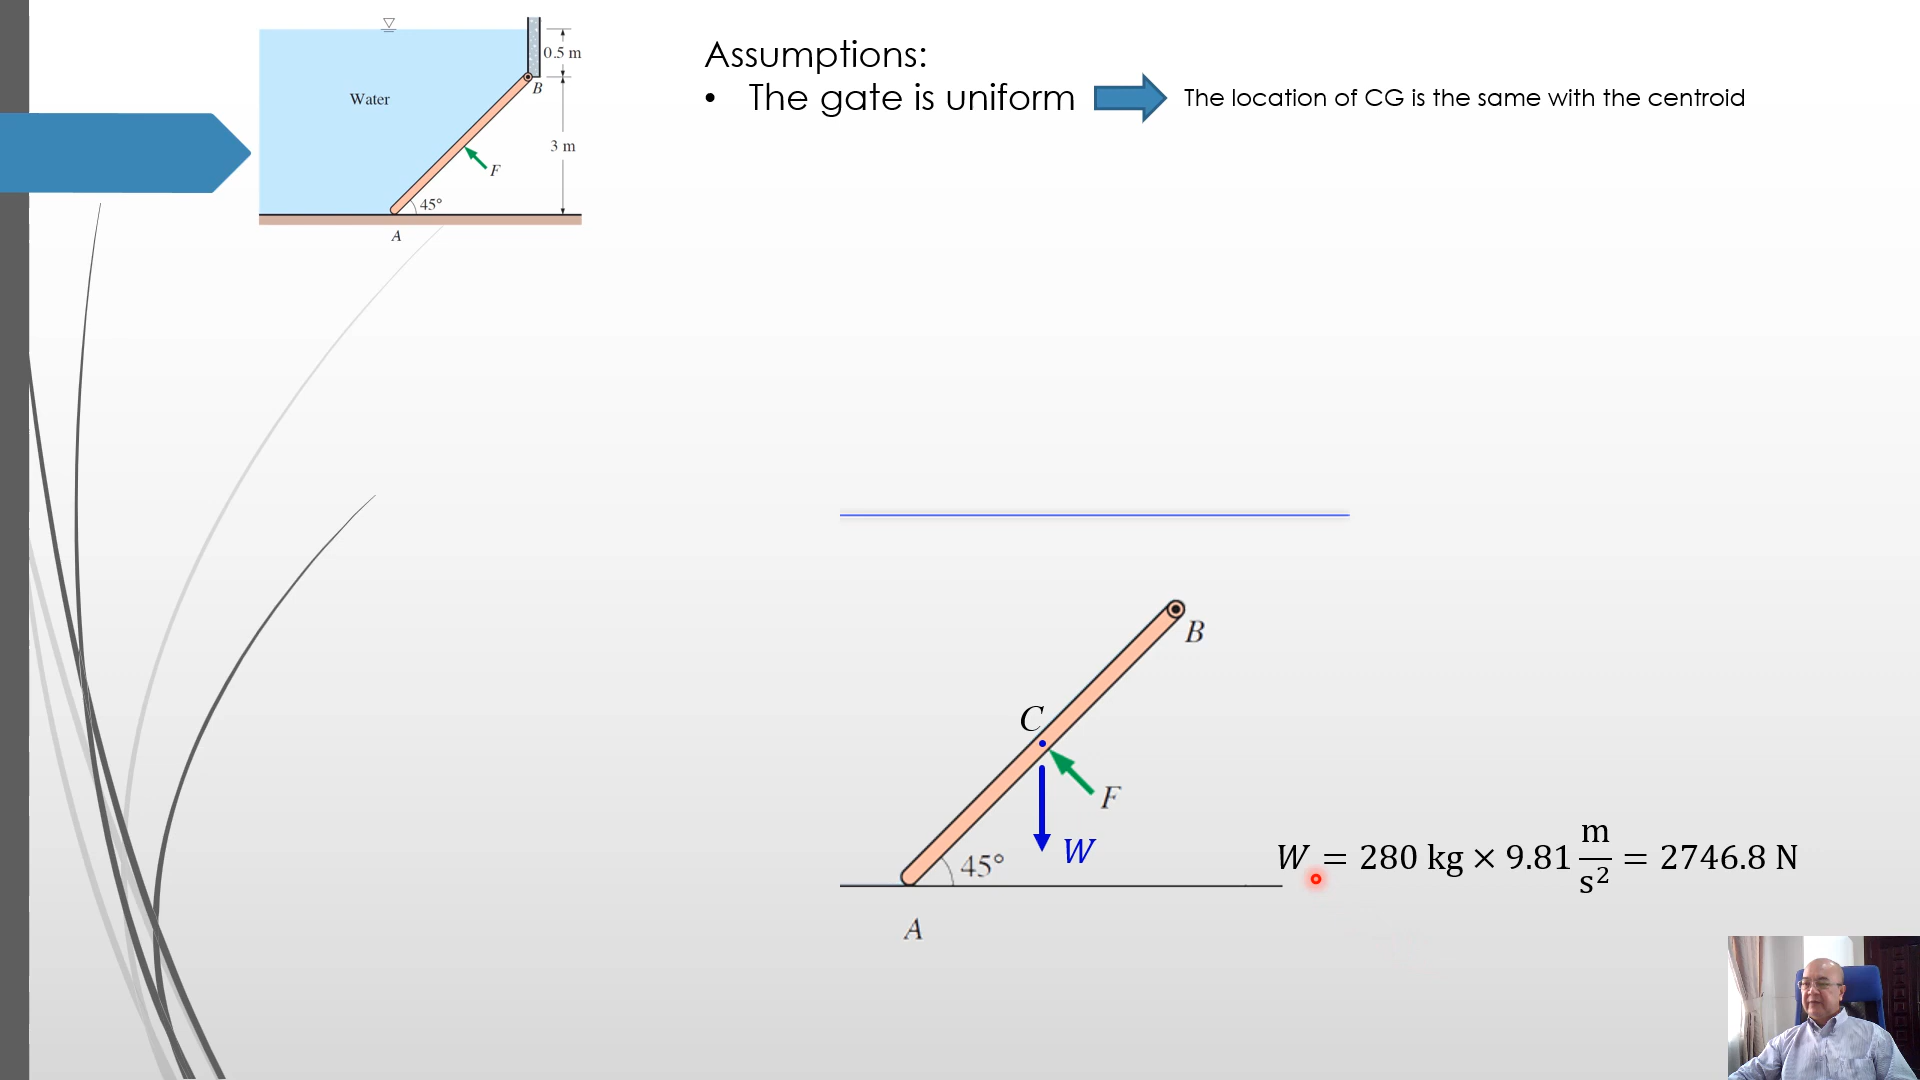 0.5 m
B
Water
3 m
F
45°
A
Assumptions:
• The gate is uniform
The location of CG is the same with the centroid
B
C
F
W
45°
A
W = 280 kg × 9.81 m/s² = 2746.8 N